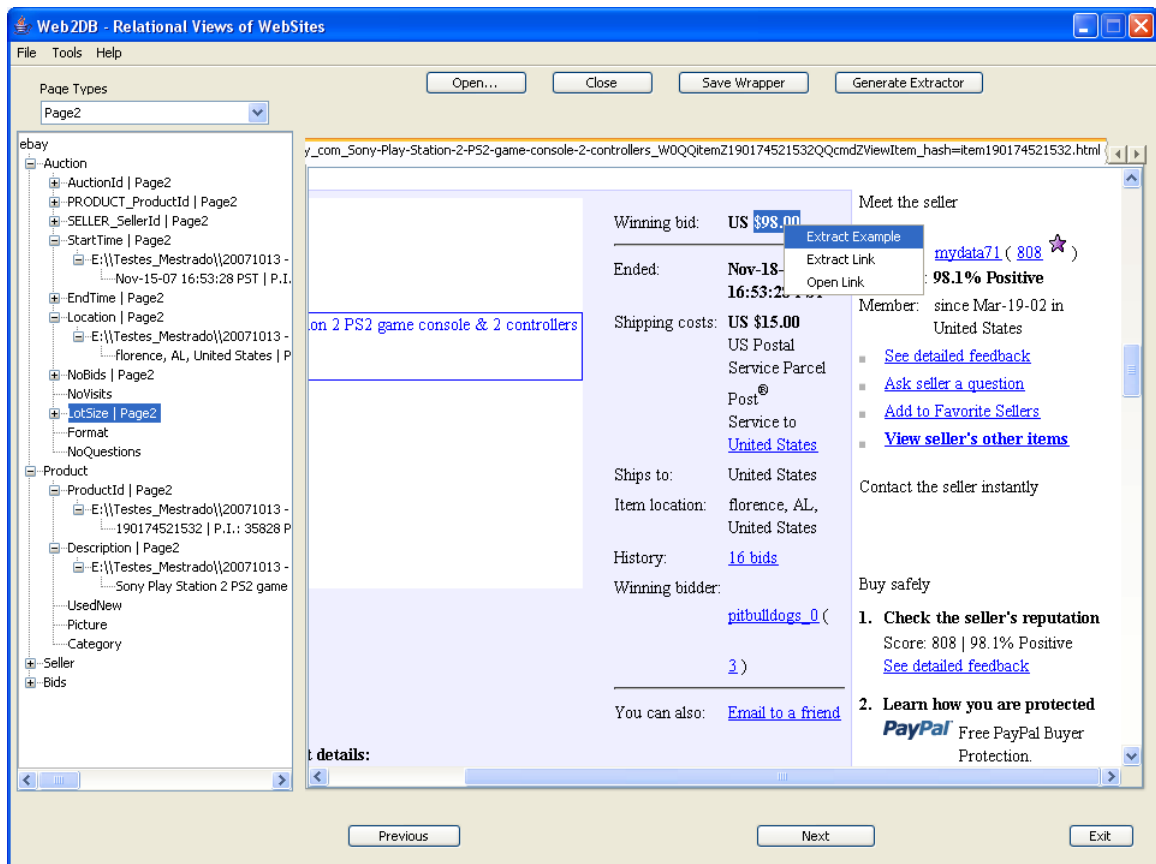 Web2DB - Relational Views of WebSites
File Tools Help
Open... Close Save Wrapper Generate Extractor
Page Types
Page2
ebay
Auction
AuctionId | Page2
PRODUCT_ProductId | Page2
SELLER_SellerId | Page2
StartTime | Page2
E:\\Testes_Mestrado\\20071013 -
Nov-15-07 16:53:28 PST | P.I.
EndTime | Page2
Location | Page2
E:\\Testes_Mestrado\\20071013 -
florence, AL, United States | P
NoBids | Page2
NoVisits
LotSize | Page2
Format
NoQuestions
Product
ProductId | Page2
E:\\Testes_Mestrado\\20071013 -
190174521532 | P.I.: 35828 P
Description | Page2
E:\\Testes_Mestrado\\20071013 -
Sony Play Station 2 PS2 game
UsedNew
Picture
Category
Seller
Bids
y_com_Sony-Play-Station-2-PS2-game-console-2-controllers_W0QQitemZ190174521532QQcmdZViewItem_hash=item190174521532.html
on 2 PS2 game console & 2 controllers
t details:
Winning bid: US $98.00
Extract Example
Extract Link
Open Link
Ended: Nov-18-
16:53:28 PST
Shipping costs: US $15.00
US Postal
Service Parcel
Post®
Service to
United States
Ships to: United States
Item location: florence, AL,
United States
History: 16 bids
Winning bidder:
pitbulldogs_0 (
3 )
You can also: Email to a friend
Meet the seller
mydata71 ( 808 )
: 98.1% Positive
Member: since Mar-19-02 in
United States
See detailed feedback
Ask seller a question
Add to Favorite Sellers
View seller's other items
Contact the seller instantly
Buy safely
1. Check the seller's reputation
Score: 808 | 98.1% Positive
See detailed feedback
2. Learn how you are protected
PayPal Free PayPal Buyer
Protection.
Previous Next Exit